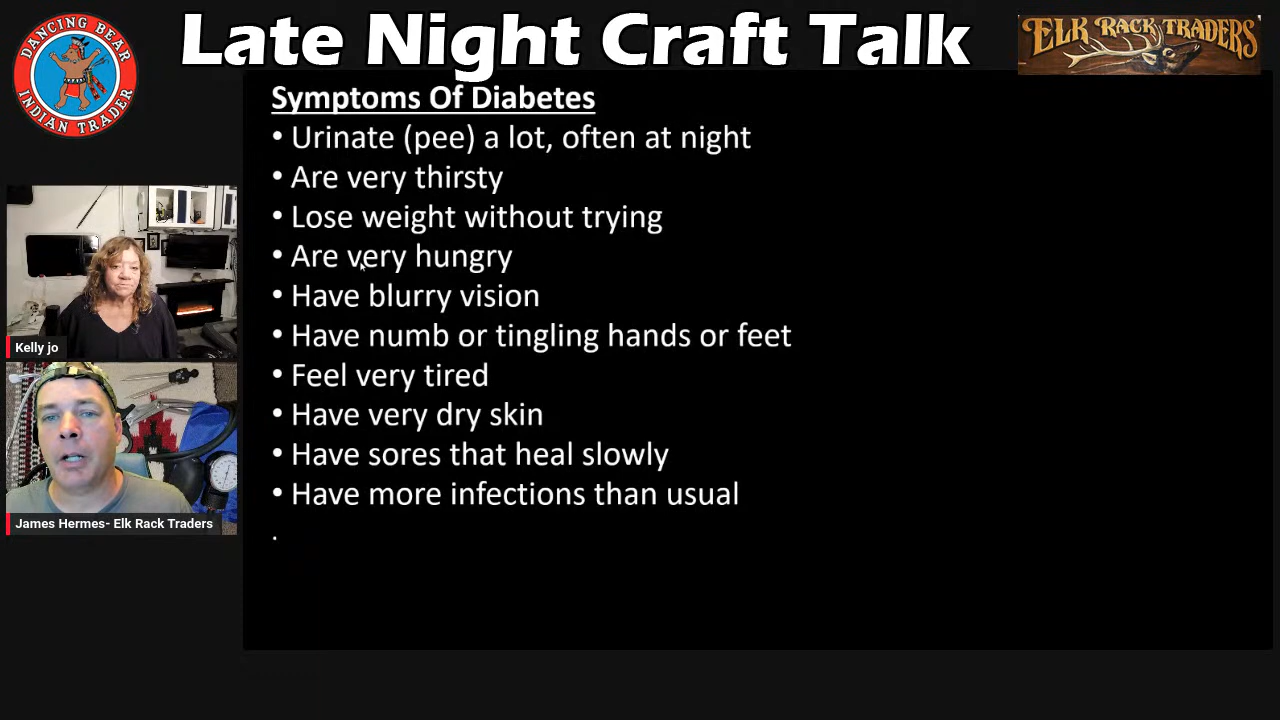 DANCING BEAR
INDIAN TRADER
Late Night Craft Talk
ELK RACK TRADERS
Symptoms Of Diabetes
• Urinate (pee) a lot, often at night
• Are very thirsty
• Lose weight without trying
• Are very hungry
• Have blurry vision
• Have numb or tingling hands or feet
• Feel very tired
• Have very dry skin
• Have sores that heal slowly
• Have more infections than usual
.
Kelly jo
James Hermes- Elk Rack Traders